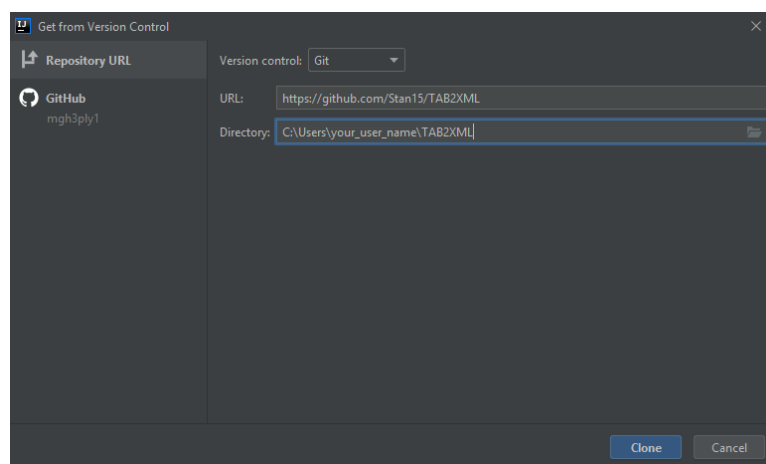 Get from Version Control
Repository URL
GitHub
mgh3ply1
Version control: Git
URL: https://github.com/Stan15/TAB2XML
Directory: C:\Users\your_user_name\TAB2XML
Clone Cancel